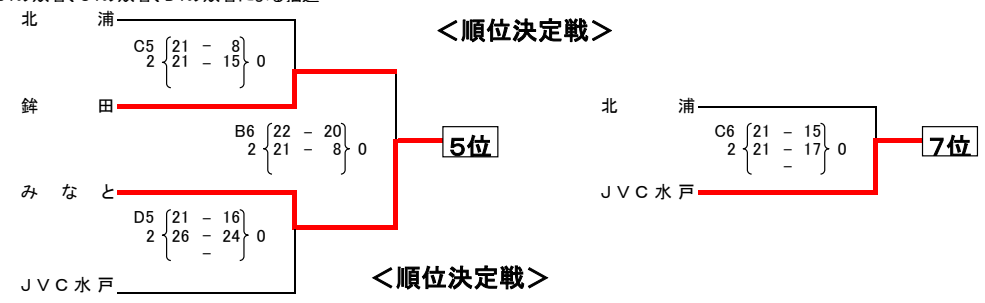 北　浦
＜順位決定戦＞
C5 21 － 8
2 21 － 15 0
鉾　田
B6 22 － 20
2 21 － 8 0
5位
みなと
D5 21 － 16
2 26 － 24 0
－
ＪＶＣ水戸
＜順位決定戦＞
北　浦
C6 21 － 15
2 21 － 17 0
－
7位
ＪＶＣ水戸